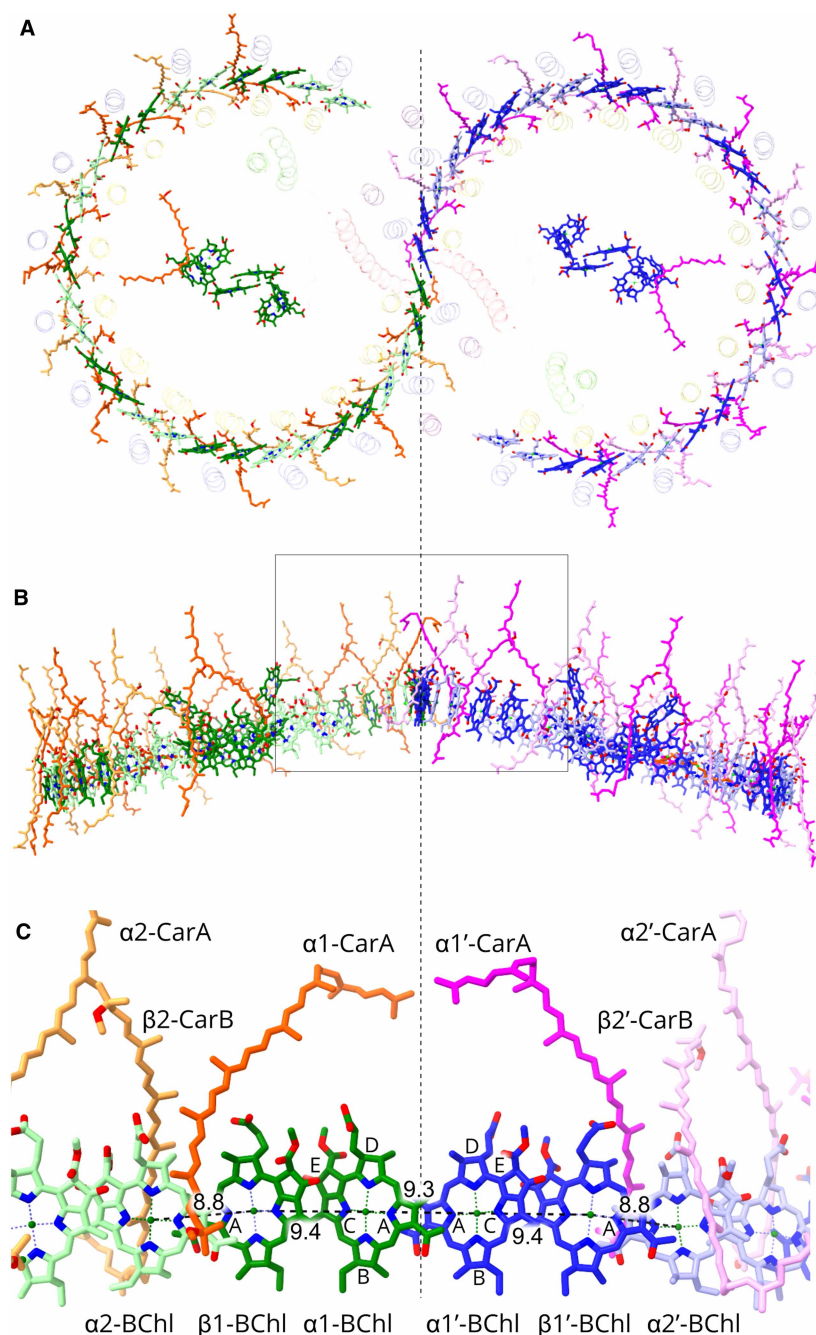 A
B
C
α2-CarA
α1-CarA
α1′-CarA
α2′-CarA
β2-CarB
β2′-CarB
D
D
E
E
9.3
8.8
8.8
A
C
A
A
C
A
9.4
9.4
B
B
α2-BChl
β1-BChl
α1-BChl
α1′-BChl
β1′-BChl
α2′-BChl